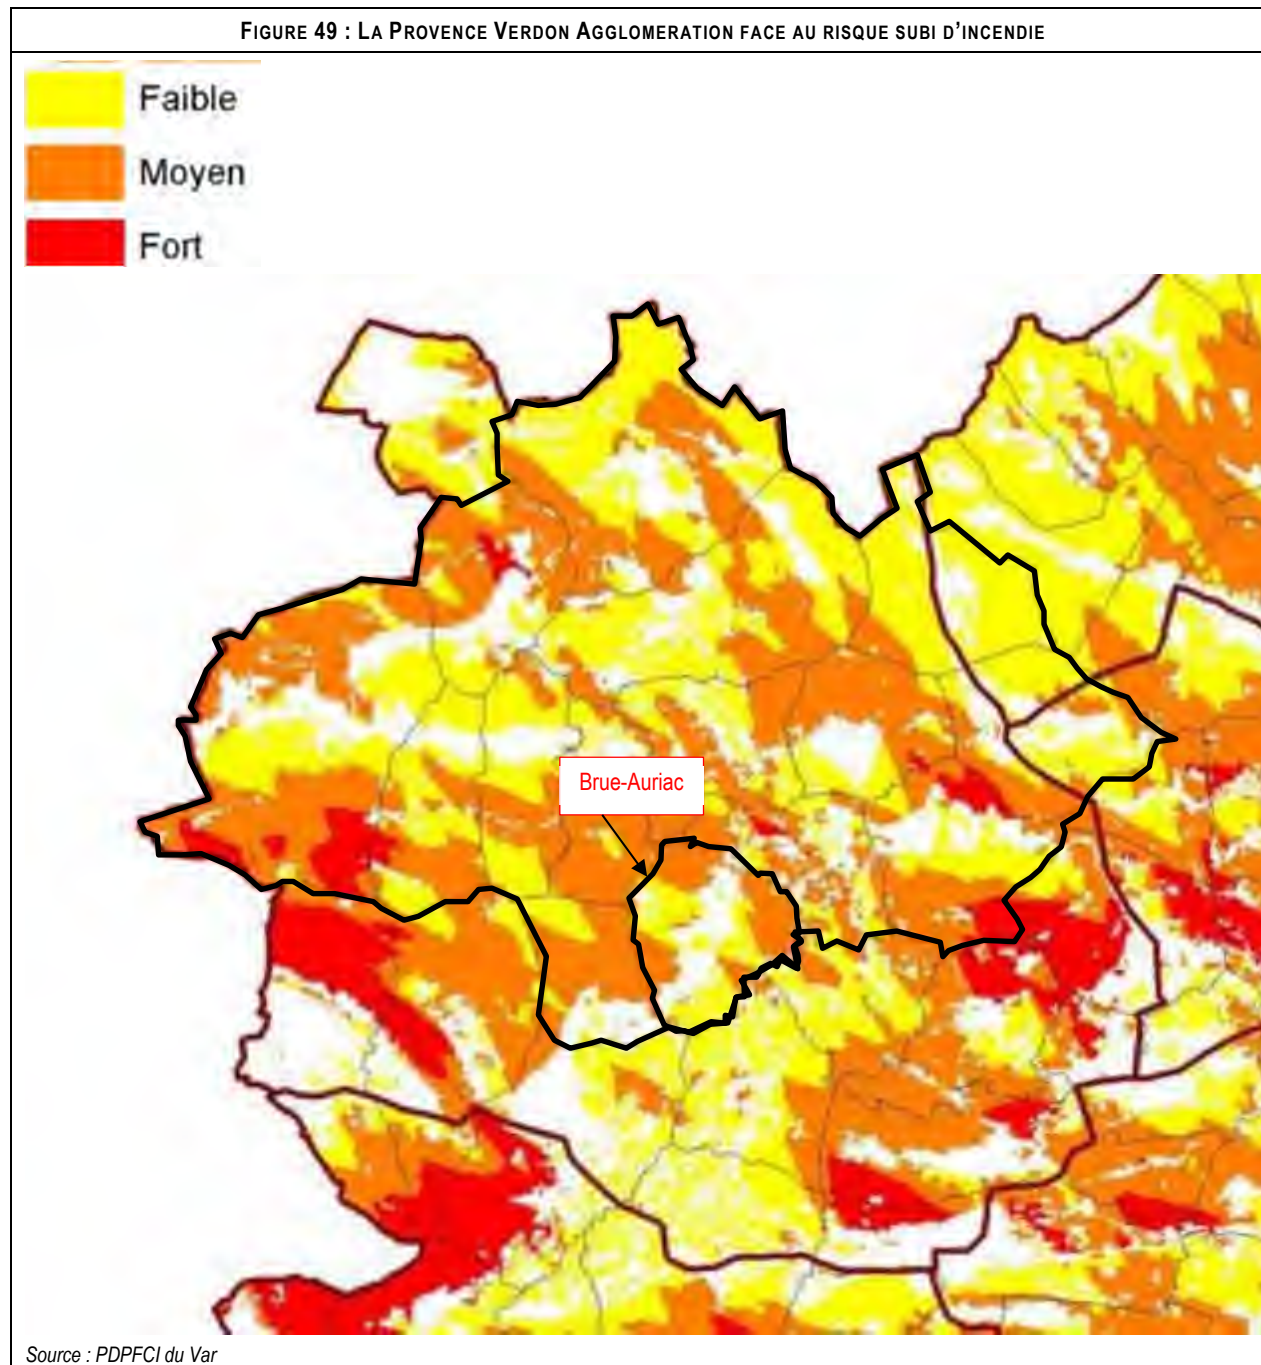 FIGURE 49 : LA PROVENCE VERDON AGGLOMERATION FACE AU RISQUE SUBI D'INCENDIE
Faible
Moyen
Fort
Brue-Auriac
Source : PDPFCI du Var